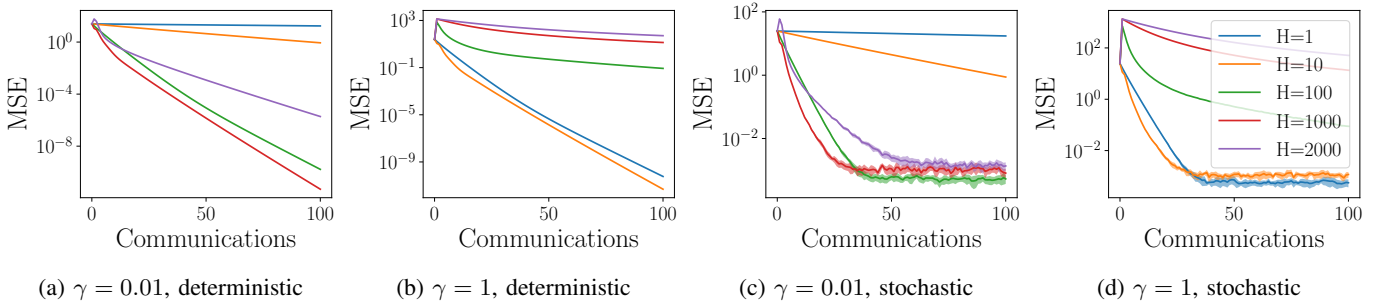 MSE
10^0
10^−4
10^−8
0
50
100
Communications
(a) γ = 0.01, deterministic
MSE
10^3
10^−1
10^−5
10^−9
0
50
100
Communications
(b) γ = 1, deterministic
MSE
10^2
10^0
10^−2
0
50
100
Communications
(c) γ = 0.01, stochastic
MSE
10^2
10^0
10^−2
0
50
100
Communications
H=1
H=10
H=100
H=1000
H=2000
(d) γ = 1, stochastic